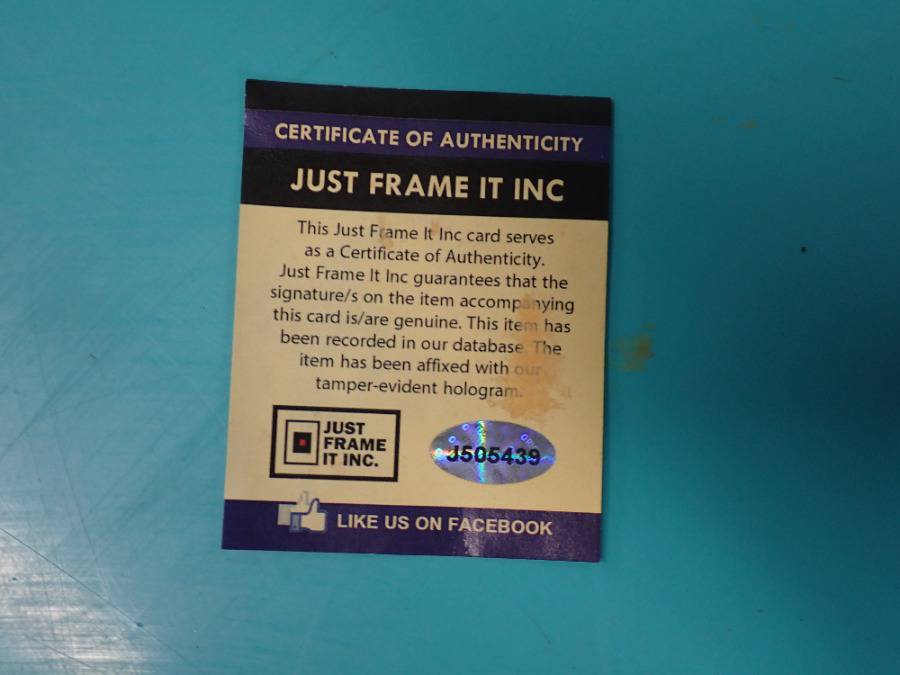 CERTIFICATE OF AUTHENTICITY
JUST FRAME IT INC
This Just Frame It Inc card serves
as a Certificate of Authenticity.
Just Frame It Inc guarantees that the
signature/s on the item accompanying
this card is/are genuine. This item has
been recorded in our database. The
item has been affixed with our
tamper-evident hologram.
JUST
FRAME
IT INC.
J505439
LIKE US ON FACEBOOK